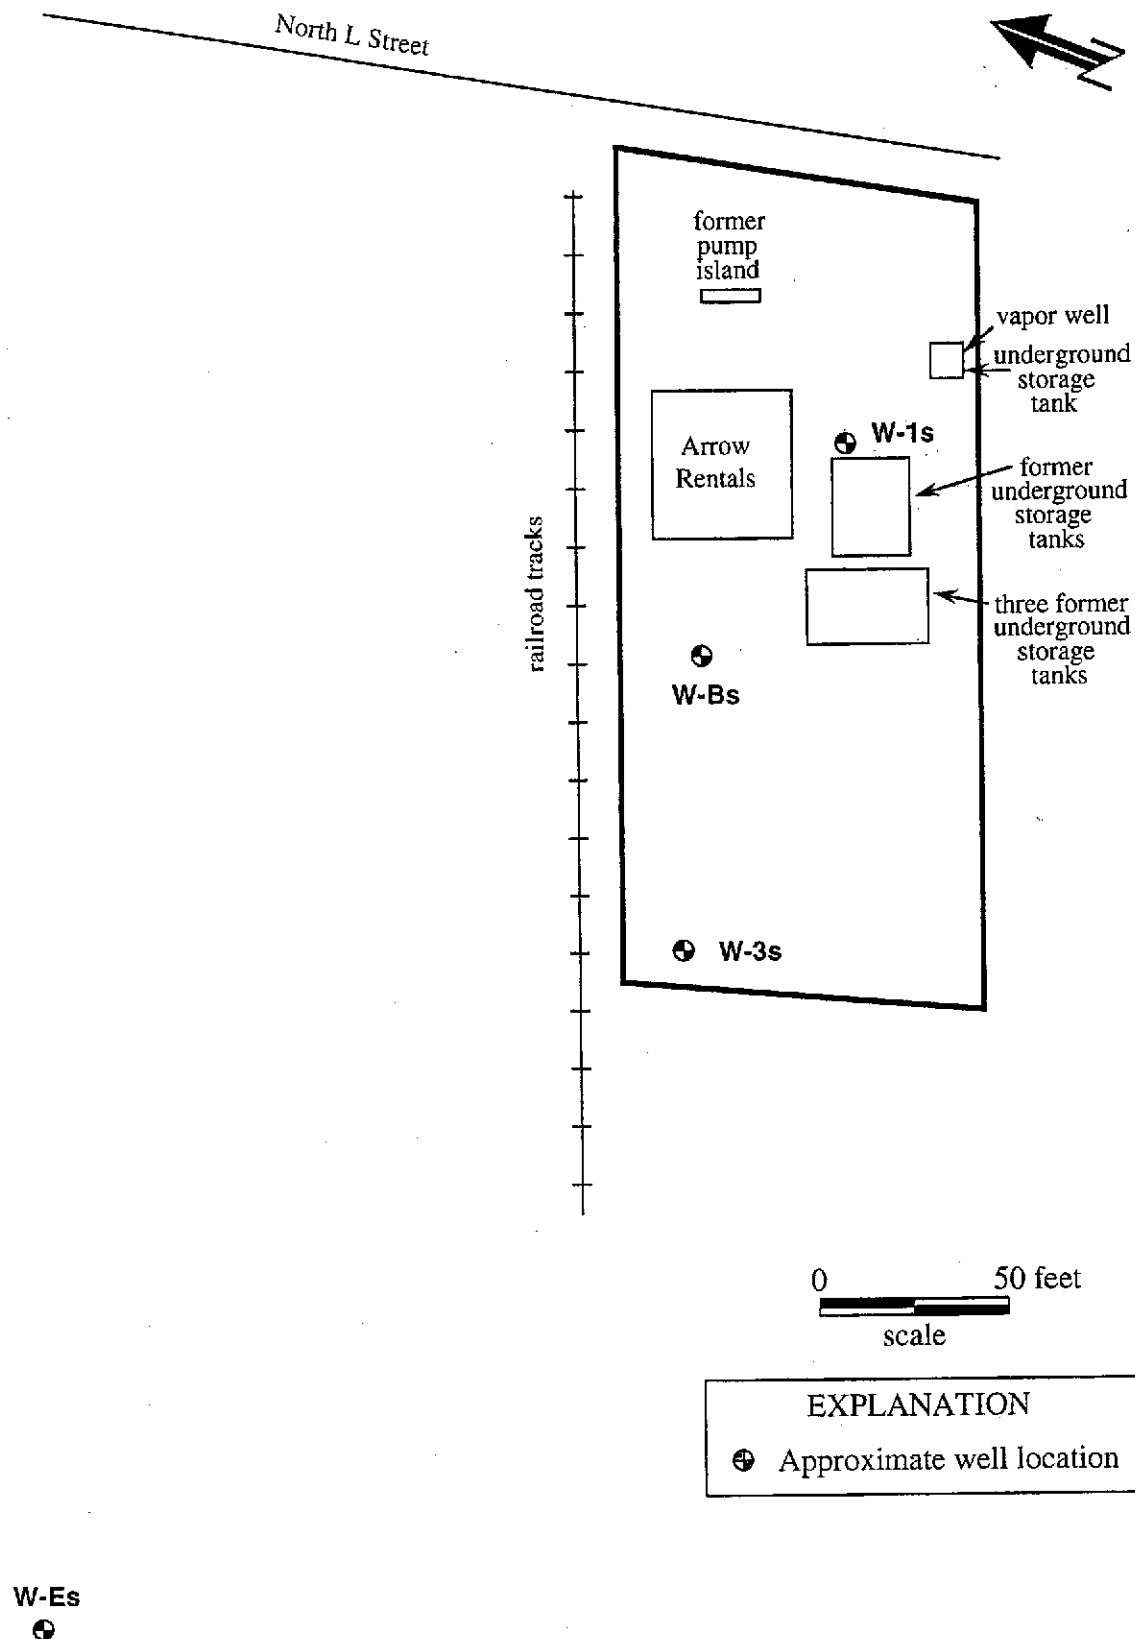 North L Street
N
former
pump
island
vapor well
underground
storage
tank
W-1s
Arrow
Rentals
former
underground
storage
tanks
railroad tracks
three former
underground
storage
tanks
W-Bs
W-3s
0 50 feet
scale
EXPLANATION
Approximate well location
W-Es